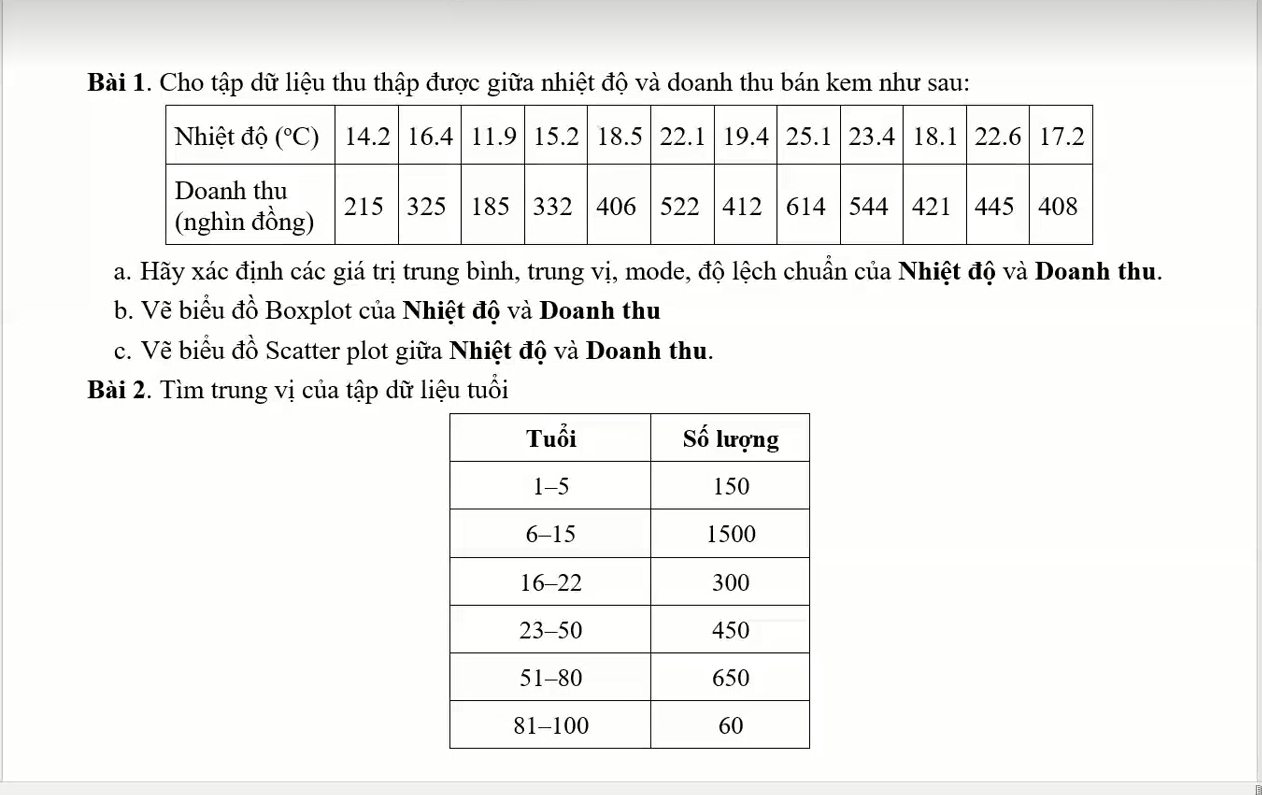 Bài 1. Cho tập dữ liệu thu thập được giữa nhiệt độ và doanh thu bán kem như sau:
Nhiệt độ (ºC) 14.2 16.4 11.9 15.2 18.5 22.1 19.4 25.1 23.4 18.1 22.6 17.2
Doanh thu
(nghìn đồng) 215 325 185 332 406 522 412 614 544 421 445 408
a. Hãy xác định các giá trị trung bình, trung vị, mode, độ lệch chuẩn của Nhiệt độ và Doanh thu.
b. Vẽ biểu đồ Boxplot của Nhiệt độ và Doanh thu
c. Vẽ biểu đồ Scatter plot giữa Nhiệt độ và Doanh thu.
Bài 2. Tìm trung vị của tập dữ liệu tuổi
Tuổi Số lượng
1–5 150
6–15 1500
16–22 300
23–50 450
51–80 650
81–100 60